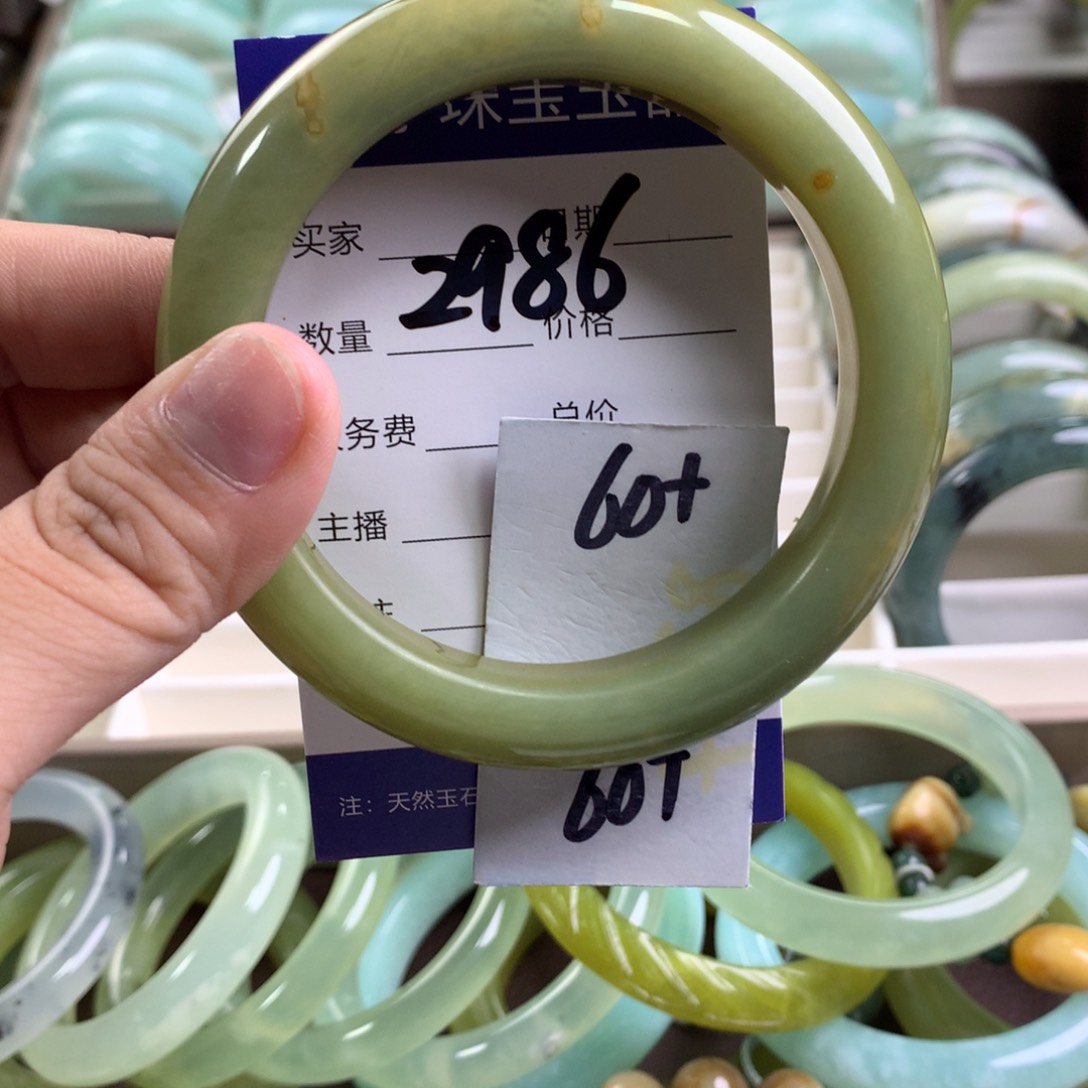 珠宝玉器
买家 日期
2986
数量 价格
务费 总价
60+
主播
60+
注：天然玉石